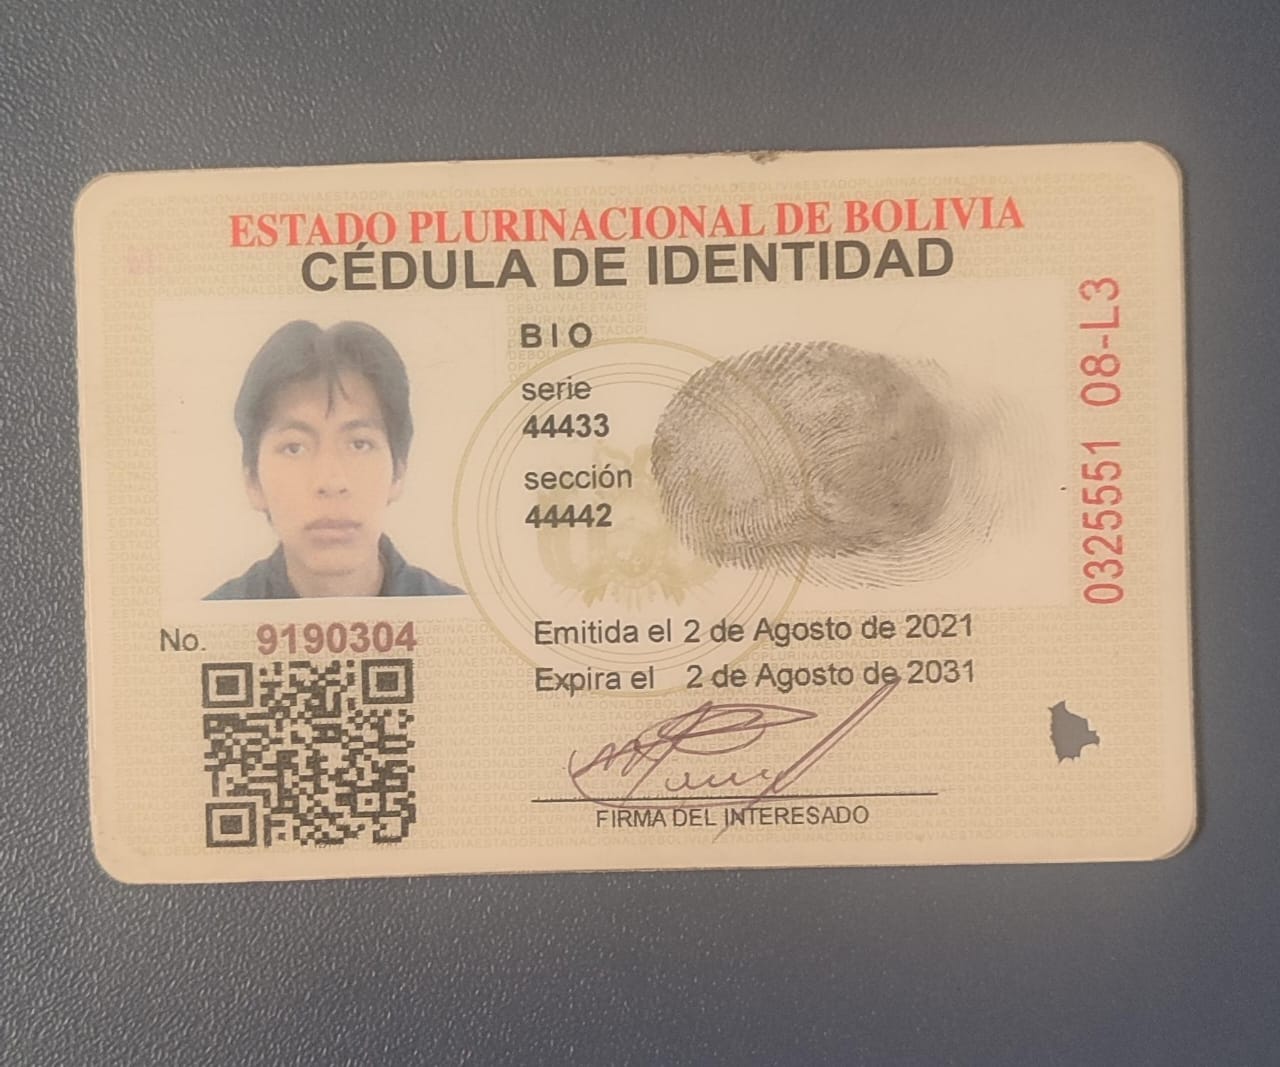 ESTADO PLURINACIONAL DE BOLIVIA
CÉDULA DE IDENTIDAD
BIO
serie
44433
sección
44442
0325551 08-L3
No. 9190304
Emitida el 2 de Agosto de 2021
Expira el 2 de Agosto de 2031
FIRMA DEL INTERESADO